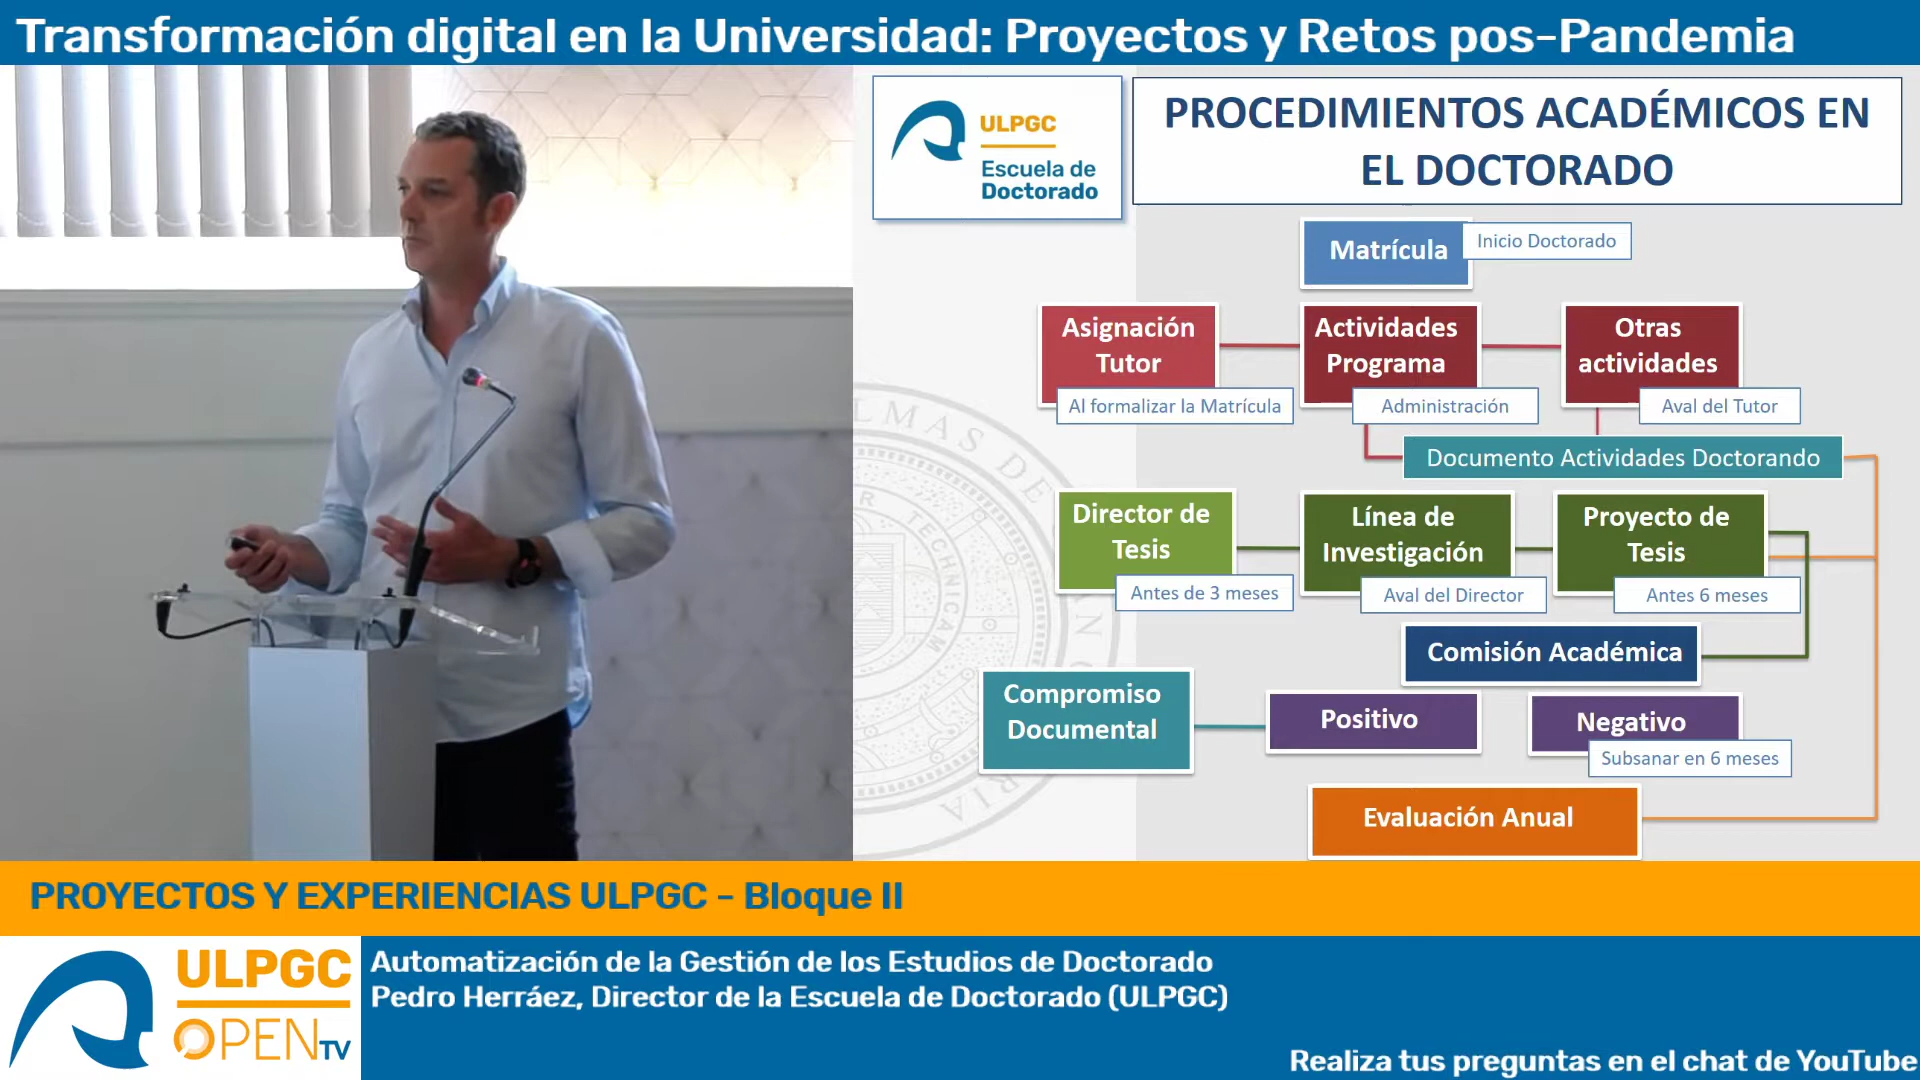 Transformación digital en la Universidad: Proyectos y Retos pos-Pandemia
ULPGC
Escuela de
Doctorado
PROCEDIMIENTOS ACADÉMICOS EN
EL DOCTORADO
Matrícula
Inicio Doctorado
Asignación
Tutor
Al formalizar la Matrícula
Actividades
Programa
Administración
Otras
actividades
Aval del Tutor
Documento Actividades Doctorando
Director de
Tesis
Antes de 3 meses
Línea de
Investigación
Aval del Director
Proyecto de
Tesis
Antes 6 meses
Comisión Académica
Compromiso
Documental
Positivo
Negativo
Subsanar en 6 meses
Evaluación Anual
PROYECTOS Y EXPERIENCIAS ULPGC - Bloque II
ULPGC
OPENTV
Automatización de la Gestión de los Estudios de Doctorado
Pedro Herráez, Director de la Escuela de Doctorado (ULPGC)
Realiza tus preguntas en el chat de YouTube